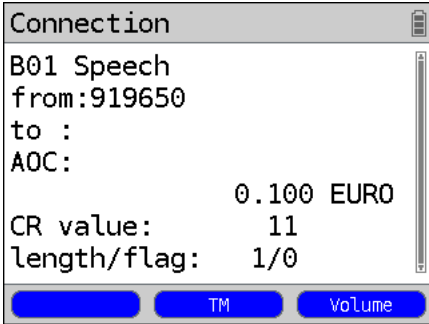 Connection
B01 Speech
from:919650
to :
AOC:
0.100 EURO
CR value: 11
length/flag: 1/0
TM Volume